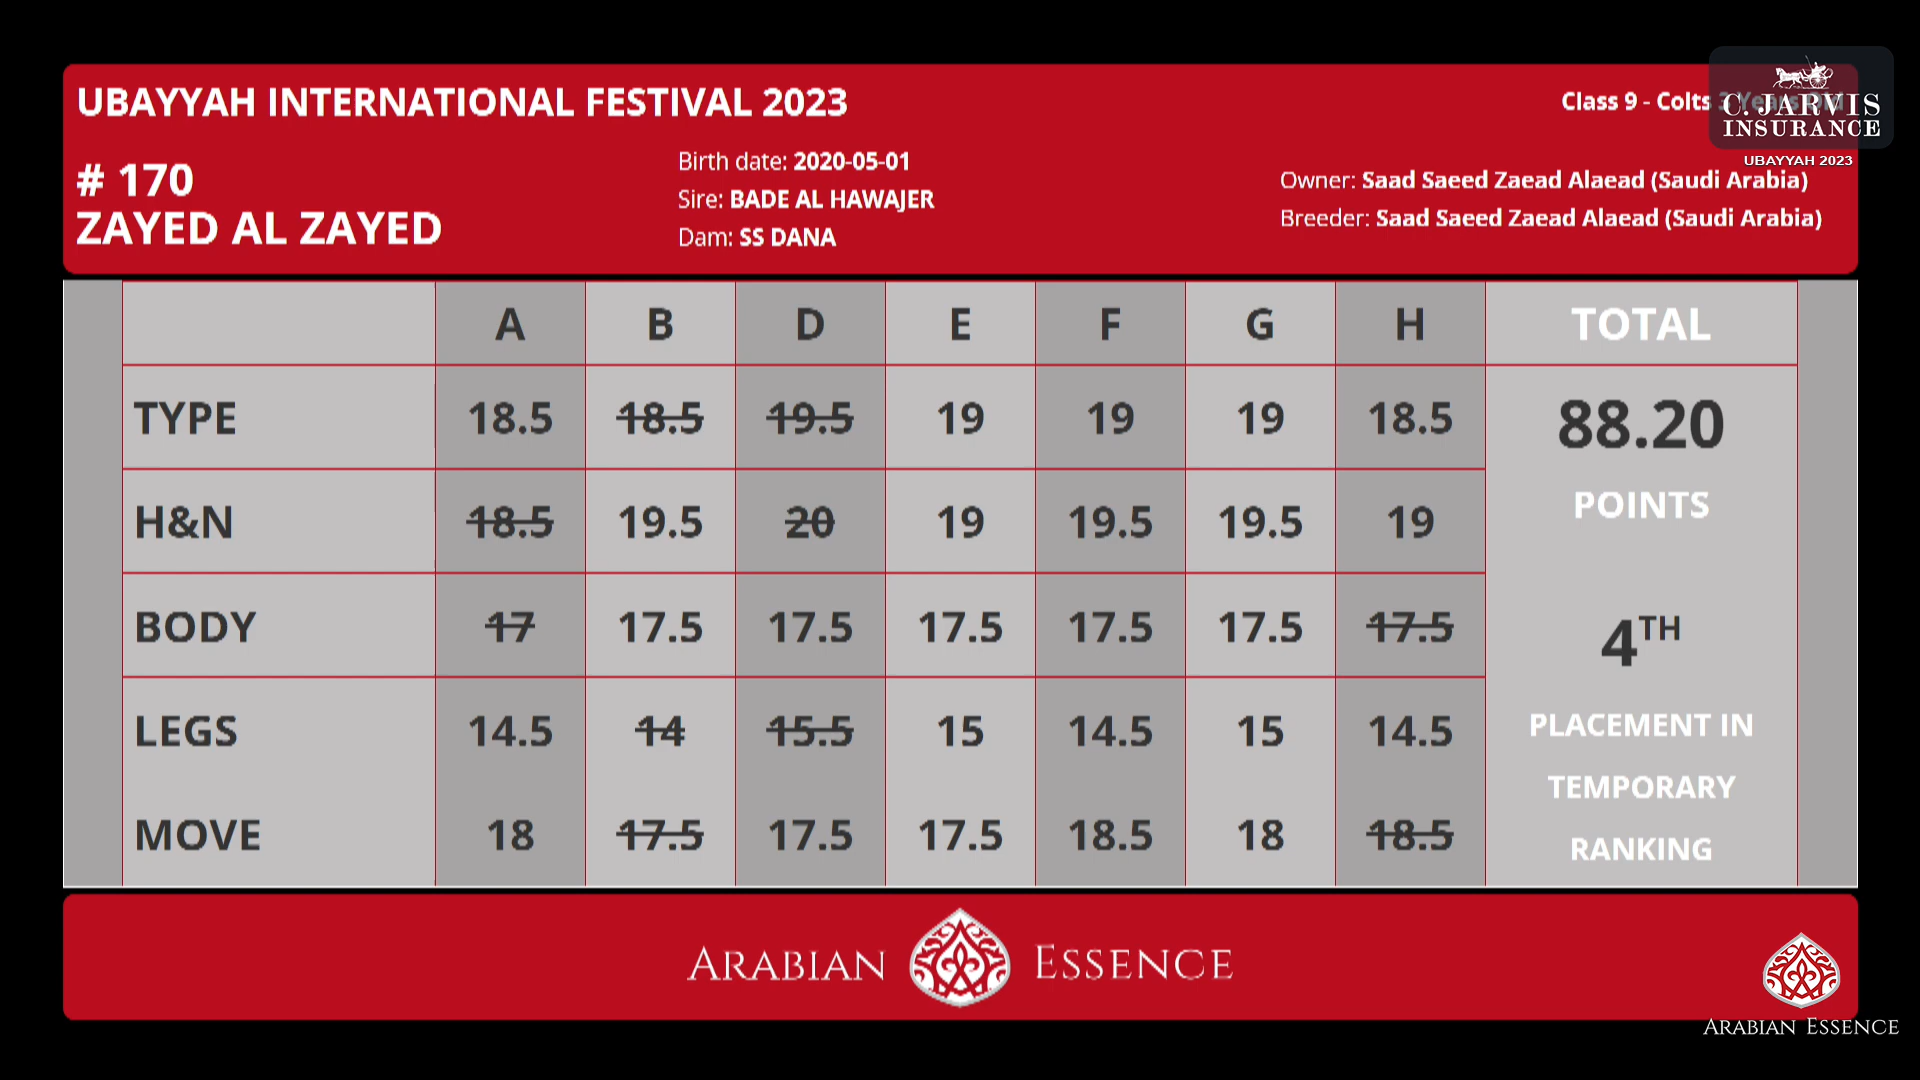 UBAYYAH INTERNATIONAL FESTIVAL 2023
Class 9 - Colts 3 Years
C. JARVIS
INSURANCE
UBAYYAH 2023
# 170
ZAYED AL ZAYED
Birth date: 2020-05-01
Sire: BADE AL HAWAJER
Dam: SS DANA
Owner: Saad Saeed Zaead Alaead (Saudi Arabia)
Breeder: Saad Saeed Zaead Alaead (Saudi Arabia)
A B D E F G H TOTAL
TYPE 18.5 18.5 19.5 19 19 19 18.5
H&N 18.5 19.5 20 19 19.5 19.5 19
BODY 17 17.5 17.5 17.5 17.5 17.5 17.5
LEGS 14.5 14 15.5 15 14.5 15 14.5
MOVE 18 17.5 17.5 17.5 18.5 18 18.5
88.20
POINTS
4TH
PLACEMENT IN
TEMPORARY
RANKING
ARABIAN ESSENCE
ARABIAN ESSENCE